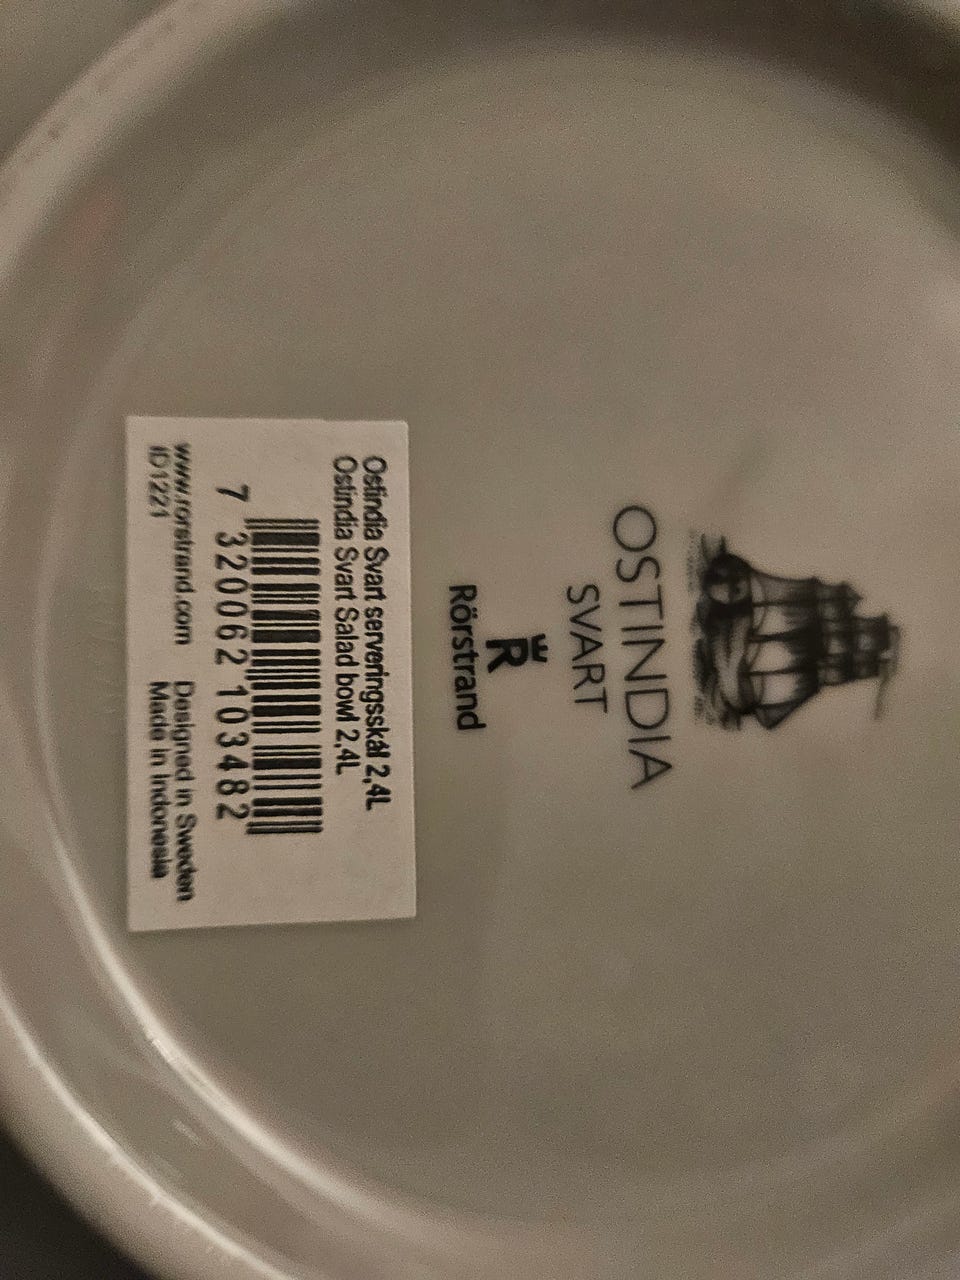 OSTINDIA
SVART
R
Rörstrand
Ostindia Svart serveringsskål 2,4L
Ostindia Svart Salad bowl 2,4L
7 320062 103482
www.rorstrand.com Designed in Sweden
ID1221 Made in Indonesia